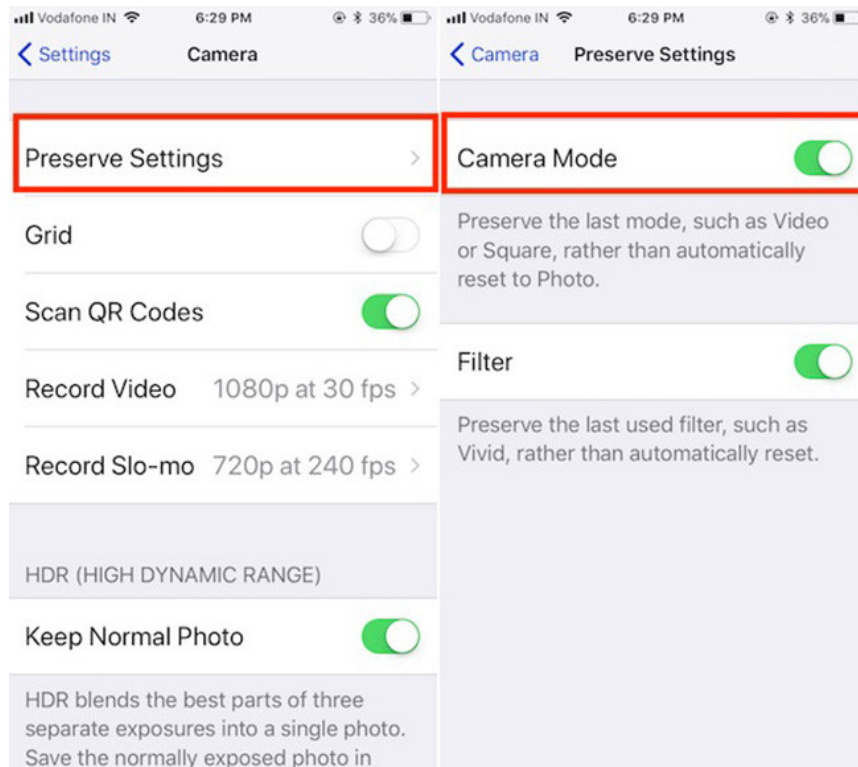 Vodafone IN 6:29 PM 36%
Settings Camera
Preserve Settings
Grid
Scan QR Codes
Record Video 1080p at 30 fps
Record Slo-mo 720p at 240 fps
HDR (HIGH DYNAMIC RANGE)
Keep Normal Photo
HDR blends the best parts of three
separate exposures into a single photo.
Save the normally exposed photo in
Vodafone IN 6:29 PM 36%
Camera Preserve Settings
Camera Mode
Preserve the last mode, such as Video
or Square, rather than automatically
reset to Photo.
Filter
Preserve the last used filter, such as
Vivid, rather than automatically reset.